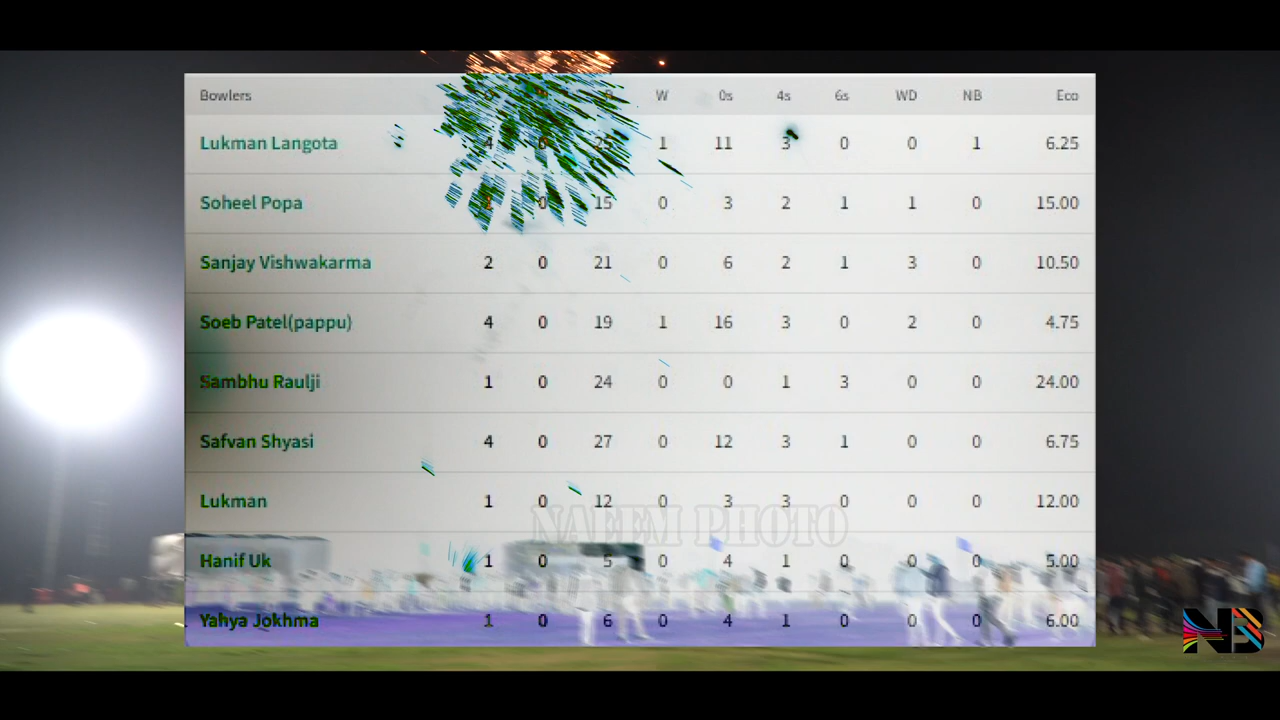 Bowlers O R W 0s 4s 6s WD NB Eco
Lukman Langota 4 0 25 1 11 3 0 0 1 6.25
Soheel Popa 0 15 0 3 2 1 1 0 15.00
Sanjay Vishwakarma 2 0 21 0 6 2 1 3 0 10.50
Soeb Patel(pappu) 4 0 19 1 16 3 0 2 0 4.75
Sambhu Raulji 1 0 24 0 0 1 3 0 0 24.00
Safvan Shyasi 4 0 27 0 12 3 1 0 0 6.75
Lukman 1 0 12 0 3 3 0 0 0 12.00
NAEEM PHOTO
Hanif Uk 1 0 5 0 4 1 0 0 0 5.00
Yahya Jokhma 1 0 6 0 4 1 0 0 0 6.00
NB